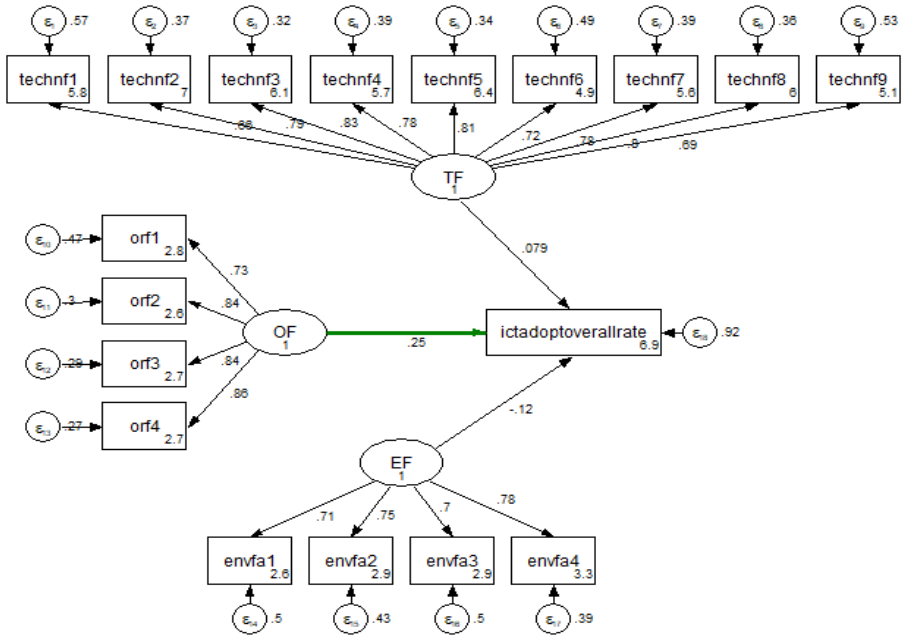 ε1 .57 ε2 .37 ε3 .32 ε4 .39 ε5 .34 ε6 .49 ε7 .39 ε8 .36 ε9 .53
technf1 technf2 technf3 technf4 technf5 technf6 technf7 technf8 technf9
5.8 7 6.1 5.7 6.4 4.9 5.6 6 5.1
.66 .79 .83 .78 .81 .72 .78 .8 .69
TF
1
ε10 .47 orf1
2.8
.73
.079
ε11 .3 orf2
2.6
.84
OF
1
.25
ictadoptoverallrate
6.9
ε18 .92
ε12 .29 orf3
2.7
.84
.86
ε13 .27 orf4
2.7
-.12
EF
1
.71 .75 .7 .78
envfa1 envfa2 envfa3 envfa4
2.6 2.9 2.9 3.3
ε14 .5 ε15 .43 ε16 .5 ε17 .39